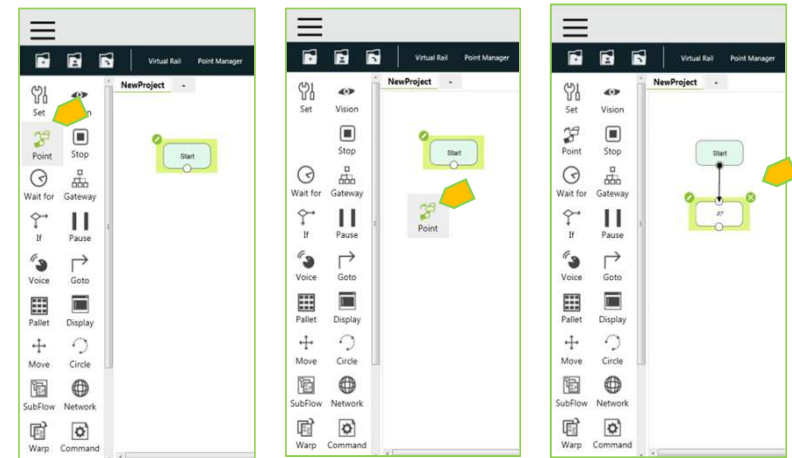 Virtual Rail Point Manager
NewProject
Set
Point Stop
Start
Wait for Gateway
If Pause
Voice Goto
Pallet Display
Move Circle
SubFlow Network
Warp Command
Virtual Rail Point Manager
NewProject
Set Vision
Stop
Start
Wait for Gateway
Point
If Pause
Voice Goto
Pallet Display
Move Circle
SubFlow Network
Warp Command
Virtual Rail Point Manager
NewProject
Set Vision
Point Stop
Start
Wait for Gateway
If Pause
Voice Goto
Pallet Display
Move Circle
SubFlow Network
Warp Command